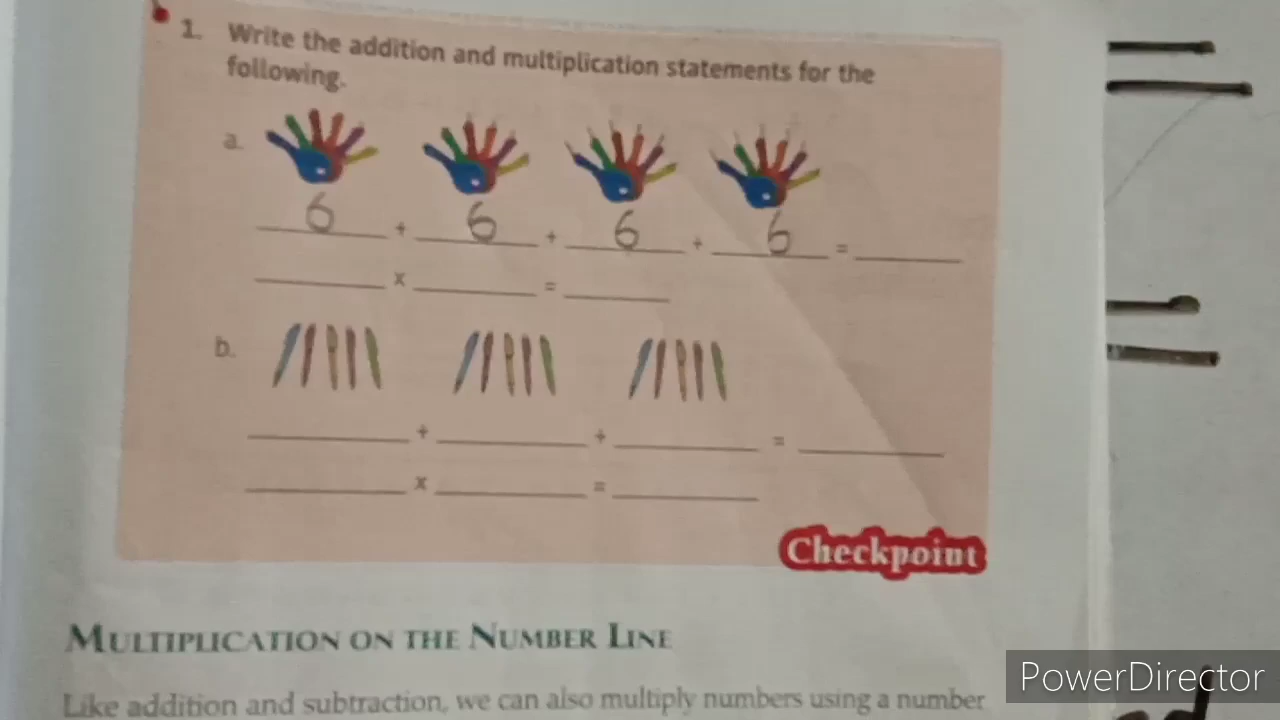 1. Write the addition and multiplication statements for the
following.
a.
6 + 6 + 6 + 6 =
x =
b.
+ + =
x =
Checkpoint
MULTIPLICATION ON THE NUMBER LINE
Like addition and subtraction, we can also multiply numbers using a number
PowerDirector